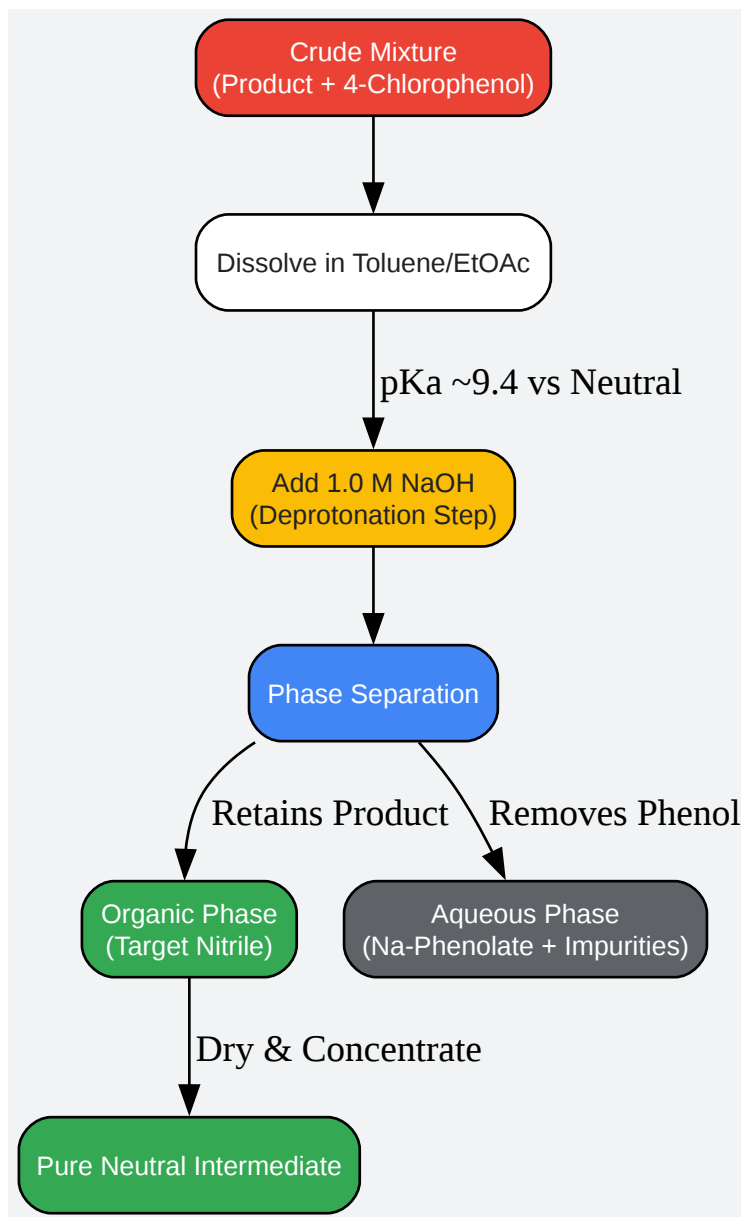 Crude Mixture
(Product + 4-Chlorophenol)
Dissolve in Toluene/EtOAc
pKa ~9.4 vs Neutral
Add 1.0 M NaOH
(Deprotonation Step)
Phase Separation
Retains Product
Removes Phenol
Organic Phase
(Target Nitrile)
Aqueous Phase
(Na-Phenolate + Impurities)
Dry & Concentrate
Pure Neutral Intermediate